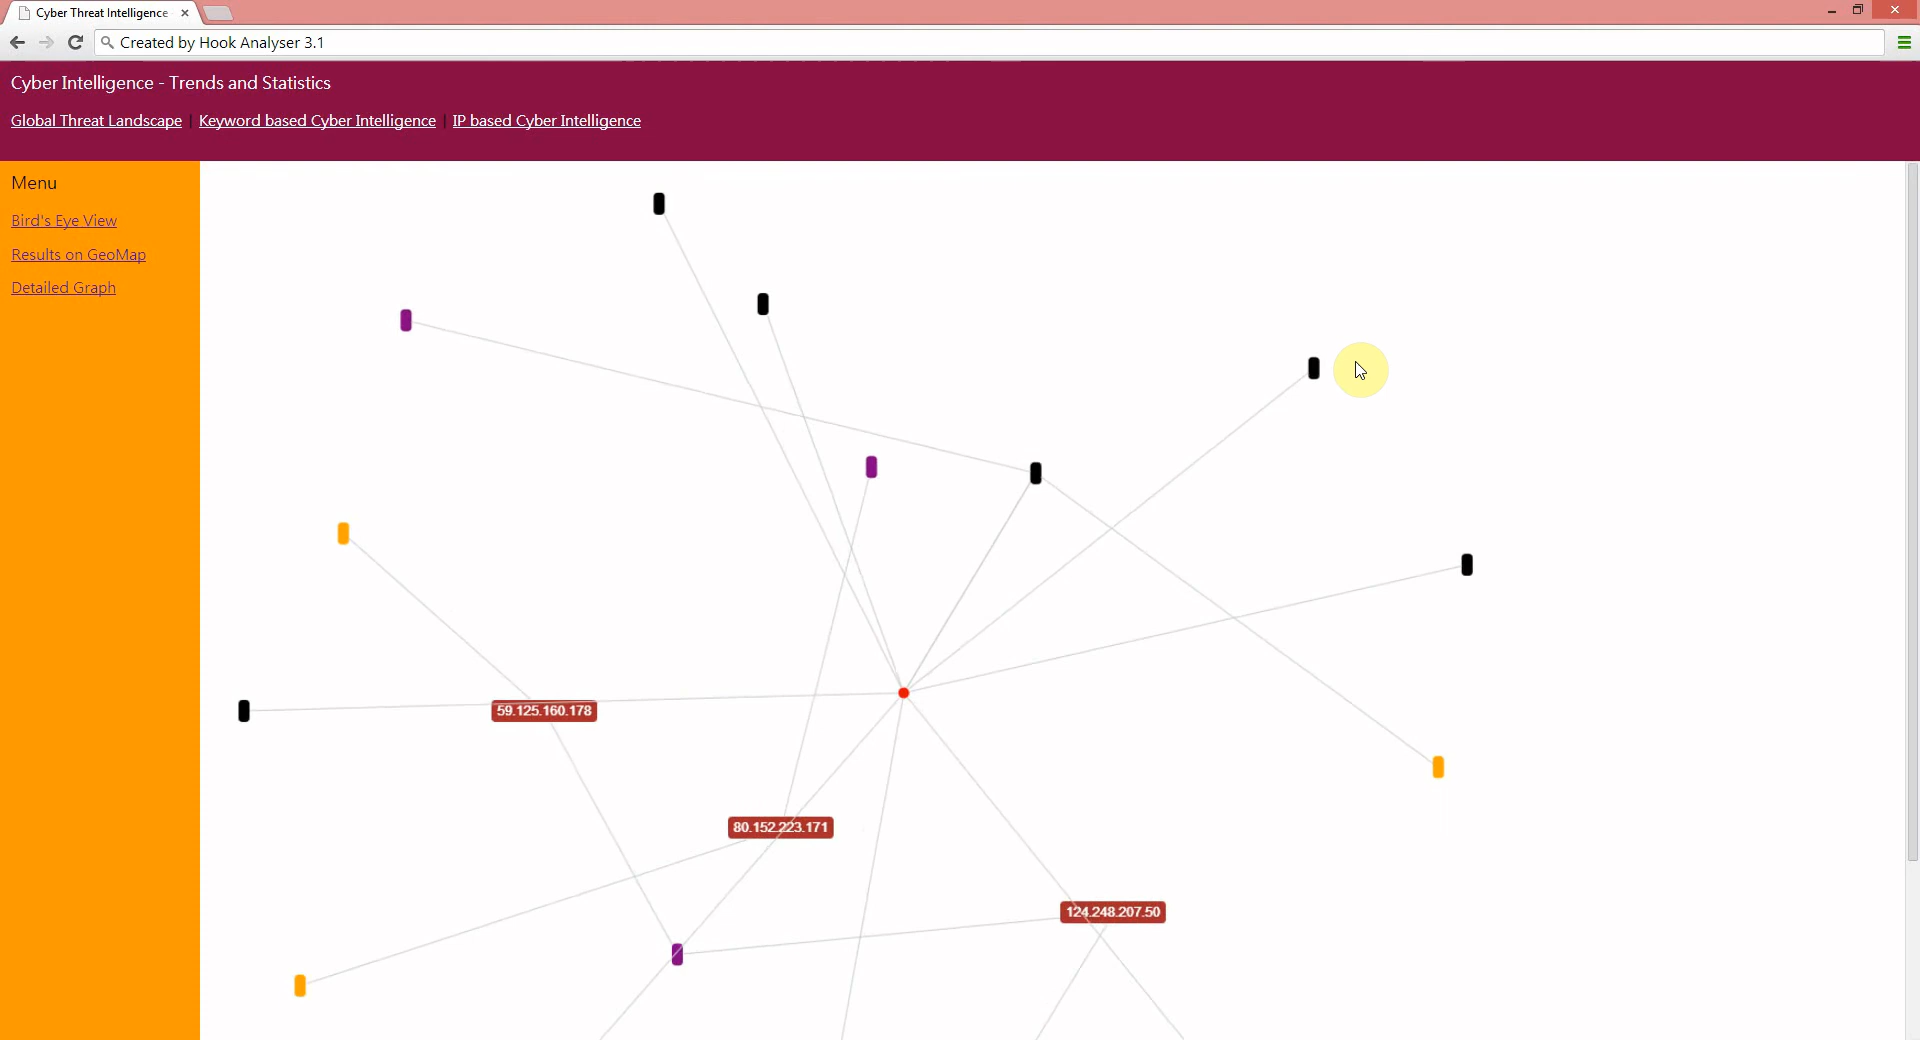 Cyber Threat Intelligence
Created by Hook Analyser 3.1
Cyber Intelligence - Trends and Statistics
Global Threat Landscape | Keyword based Cyber Intelligence | IP based Cyber Intelligence
Menu
Bird's Eye View
Results on GeoMap
Detailed Graph
59.125.160.178
80.152.223.171
124.248.207.50